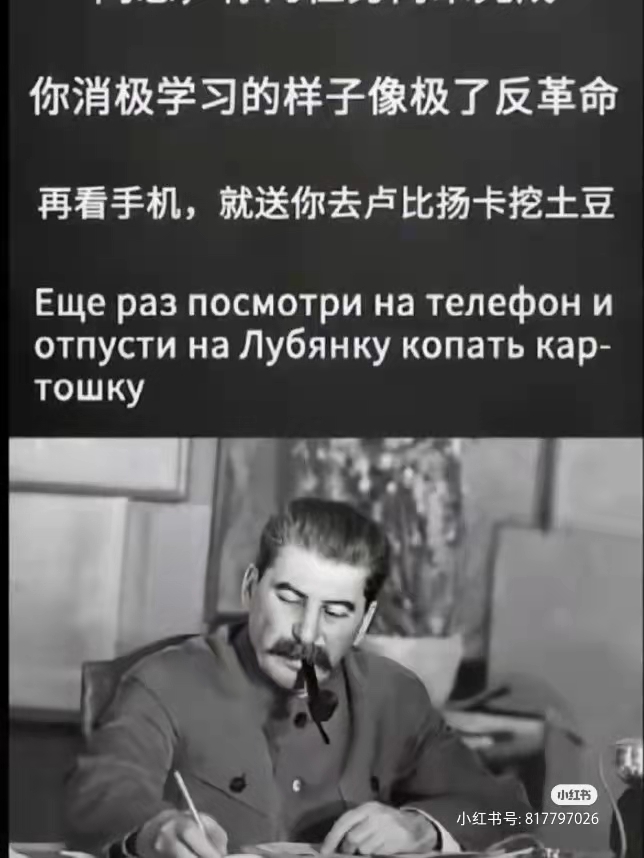 你消极学习的样子像极了反革命
再看手机，就送你去卢比扬卡挖土豆
Еще раз посмотри на телефон и
отпусти на Лубянку копать кар-
тошку
小红书
小红书号: 817797026